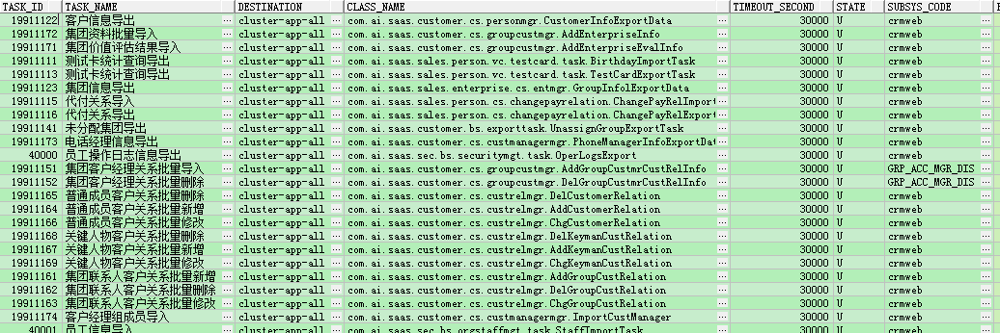 TASK_ID TASK_NAME DESTINATION CLASS_NAME TIMEOUT_SECOND STATE SUBSYS_CODE
19911122 客户信息导出 ... cluster-app-all ... com.ai.saas.customer.cs.personmgr.CustomerInfoExportData ... 30000 U crmweb ...
19911172 集团资料批量导入 ... cluster-app-all ... com.ai.saas.customer.cs.groupcustmgr.AddEnterpriseInfo ... 30000 U crmweb ...
19911171 集团价值评估结果导入 ... cluster-app-all ... com.ai.saas.customer.cs.groupcustmgr.AddEnterpriseEvalInfo ... 30000 U crmweb ...
19911111 测试卡统计查询导出 ... cluster-app-all ... com.ai.saas.sales.person.vc.testcard.task.BirthdayImportTask ... 30000 U crmweb ...
19911113 测试卡统计查询导出 ... cluster-app-all ... com.ai.saas.sales.person.vc.testcard.task.TestCardExportTask ... 30000 U crmweb ...
19911123 集团信息导出 ... cluster-app-all ... com.ai.saas.sales.enterprise.cs.entmgr.GroupInfolExportData ... 30000 U crmweb ...
19911115 代付关系导入 ... cluster-app-all ... com.ai.saas.sales.person.cs.changepayrelation.ChangePayRelImport ... 30000 U crmweb ...
19911116 代付关系导出 ... cluster-app-all ... com.ai.saas.sales.person.cs.changepayrelation.ChangePayRelExport ... 30000 U crmweb ...
19911141 未分配集团导出 ... cluster-app-all ... com.ai.saas.customer.bs.exporttask.UnassignGroupExportTask ... 30000 U crmweb ...
19911173 电话经理信息导出 ... cluster-app-all ... com.ai.saas.customer.cs.custmanagermgr.PhoneManagerInfoExportData ... 30000 U crmweb ...
40000 员工操作日志信息导出 ... cluster-app-all ... com.ai.saas.sec.bs.securitymgt.task.OperLogsExport ... 30000 U crmweb ...
19911151 集团客户经理关系批量导入 ... cluster-app-all ... com.ai.saas.customer.cs.groupcustmgr.AddGroupCustmrCustRelInfo ... 30000 U GRP_ACC_MGR_DIS ...
19911152 集团客户经理关系批量删除 ... cluster-app-all ... com.ai.saas.customer.cs.groupcustmgr.DelGroupCustmrCustRelInfo ... 30000 U GRP_ACC_MGR_DIS ...
19911165 普通成员客户关系批量删除 ... cluster-app-all ... com.ai.saas.customer.cs.custrelmgr.DelCustomerRelation ... 30000 U crmweb ...
19911164 普通成员客户关系批量新增 ... cluster-app-all ... com.ai.saas.customer.cs.custrelmgr.AddCustomerRelation ... 30000 U crmweb ...
19911166 普通成员客户关系批量修改 ... cluster-app-all ... com.ai.saas.customer.cs.custrelmgr.ChgCustomerRelation ... 30000 U crmweb ...
19911168 关键人物客户关系批量删除 ... cluster-app-all ... com.ai.saas.customer.cs.custrelmgr.DelKeymanCustRelation ... 30000 U crmweb ...
19911167 关键人物客户关系批量新增 ... cluster-app-all ... com.ai.saas.customer.cs.custrelmgr.AddKeymanCustRelation ... 30000 U crmweb ...
19911169 关键人物客户关系批量修改 ... cluster-app-all ... com.ai.saas.customer.cs.custrelmgr.ChgKeymanCustRelation ... 30000 U crmweb ...
19911161 集团联系人客户关系批量新增 ... cluster-app-all ... com.ai.saas.customer.cs.custrelmgr.AddGroupCustRelation ... 30000 U crmweb ...
19911162 集团联系人客户关系批量删除 ... cluster-app-all ... com.ai.saas.customer.cs.custrelmgr.DelGroupCustRelation ... 30000 U crmweb ...
19911163 集团联系人客户关系批量修改 ... cluster-app-all ... com.ai.saas.customer.cs.custrelmgr.ChgGroupCustRelation ... 30000 U crmweb ...
19911174 客户经理组成员导入 ... cluster-app-all ... com.ai.saas.customer.cs.custmanagermgr.ImportCustManager ... 30000 U crmweb ...
40001 员工信息导入 ... cluster-app-all ... com.ai.saas.sec.bs.orgstaffmgt.task.StaffImportTask ... 30000 U crmweb ...